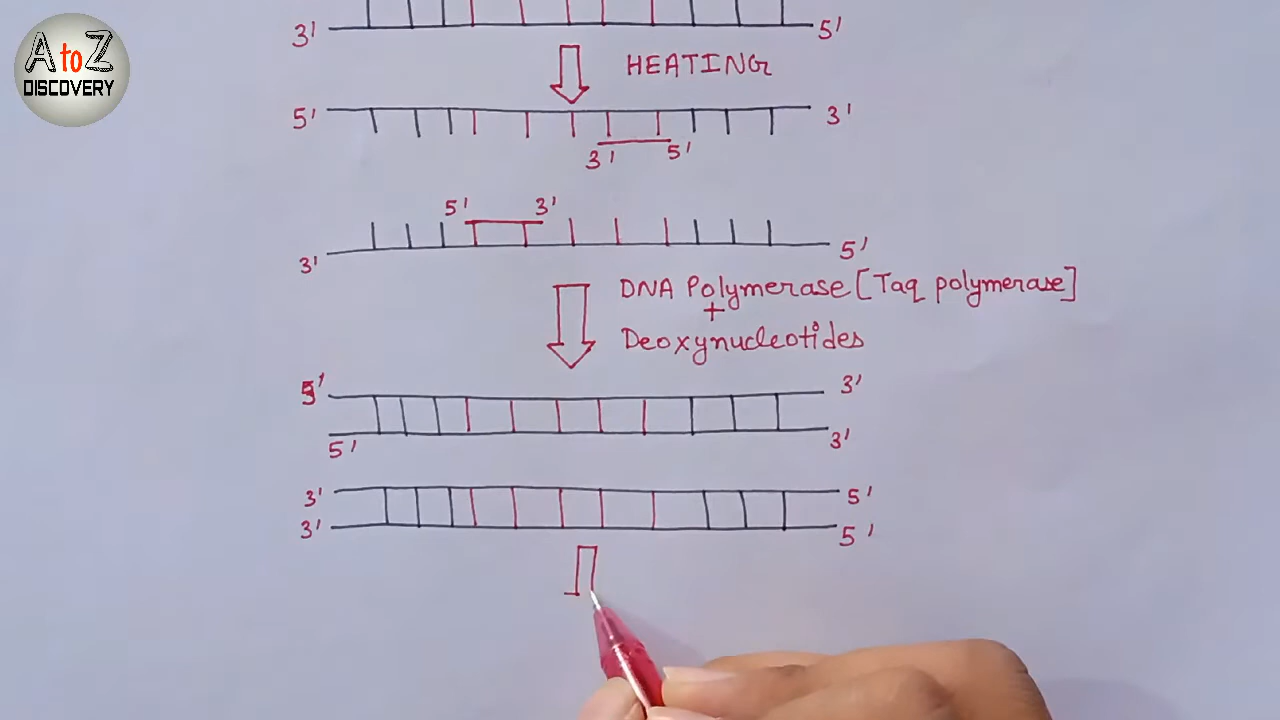 A to Z
DISCOVERY
3' 5'
HEATING
5' 3'
3' 5'
5' 3'
3' 5'
DNA Polymerase [Taq polymerase]
+
Deoxynucleotides
5' 3'
5' 3'
3' 5'
3' 5'